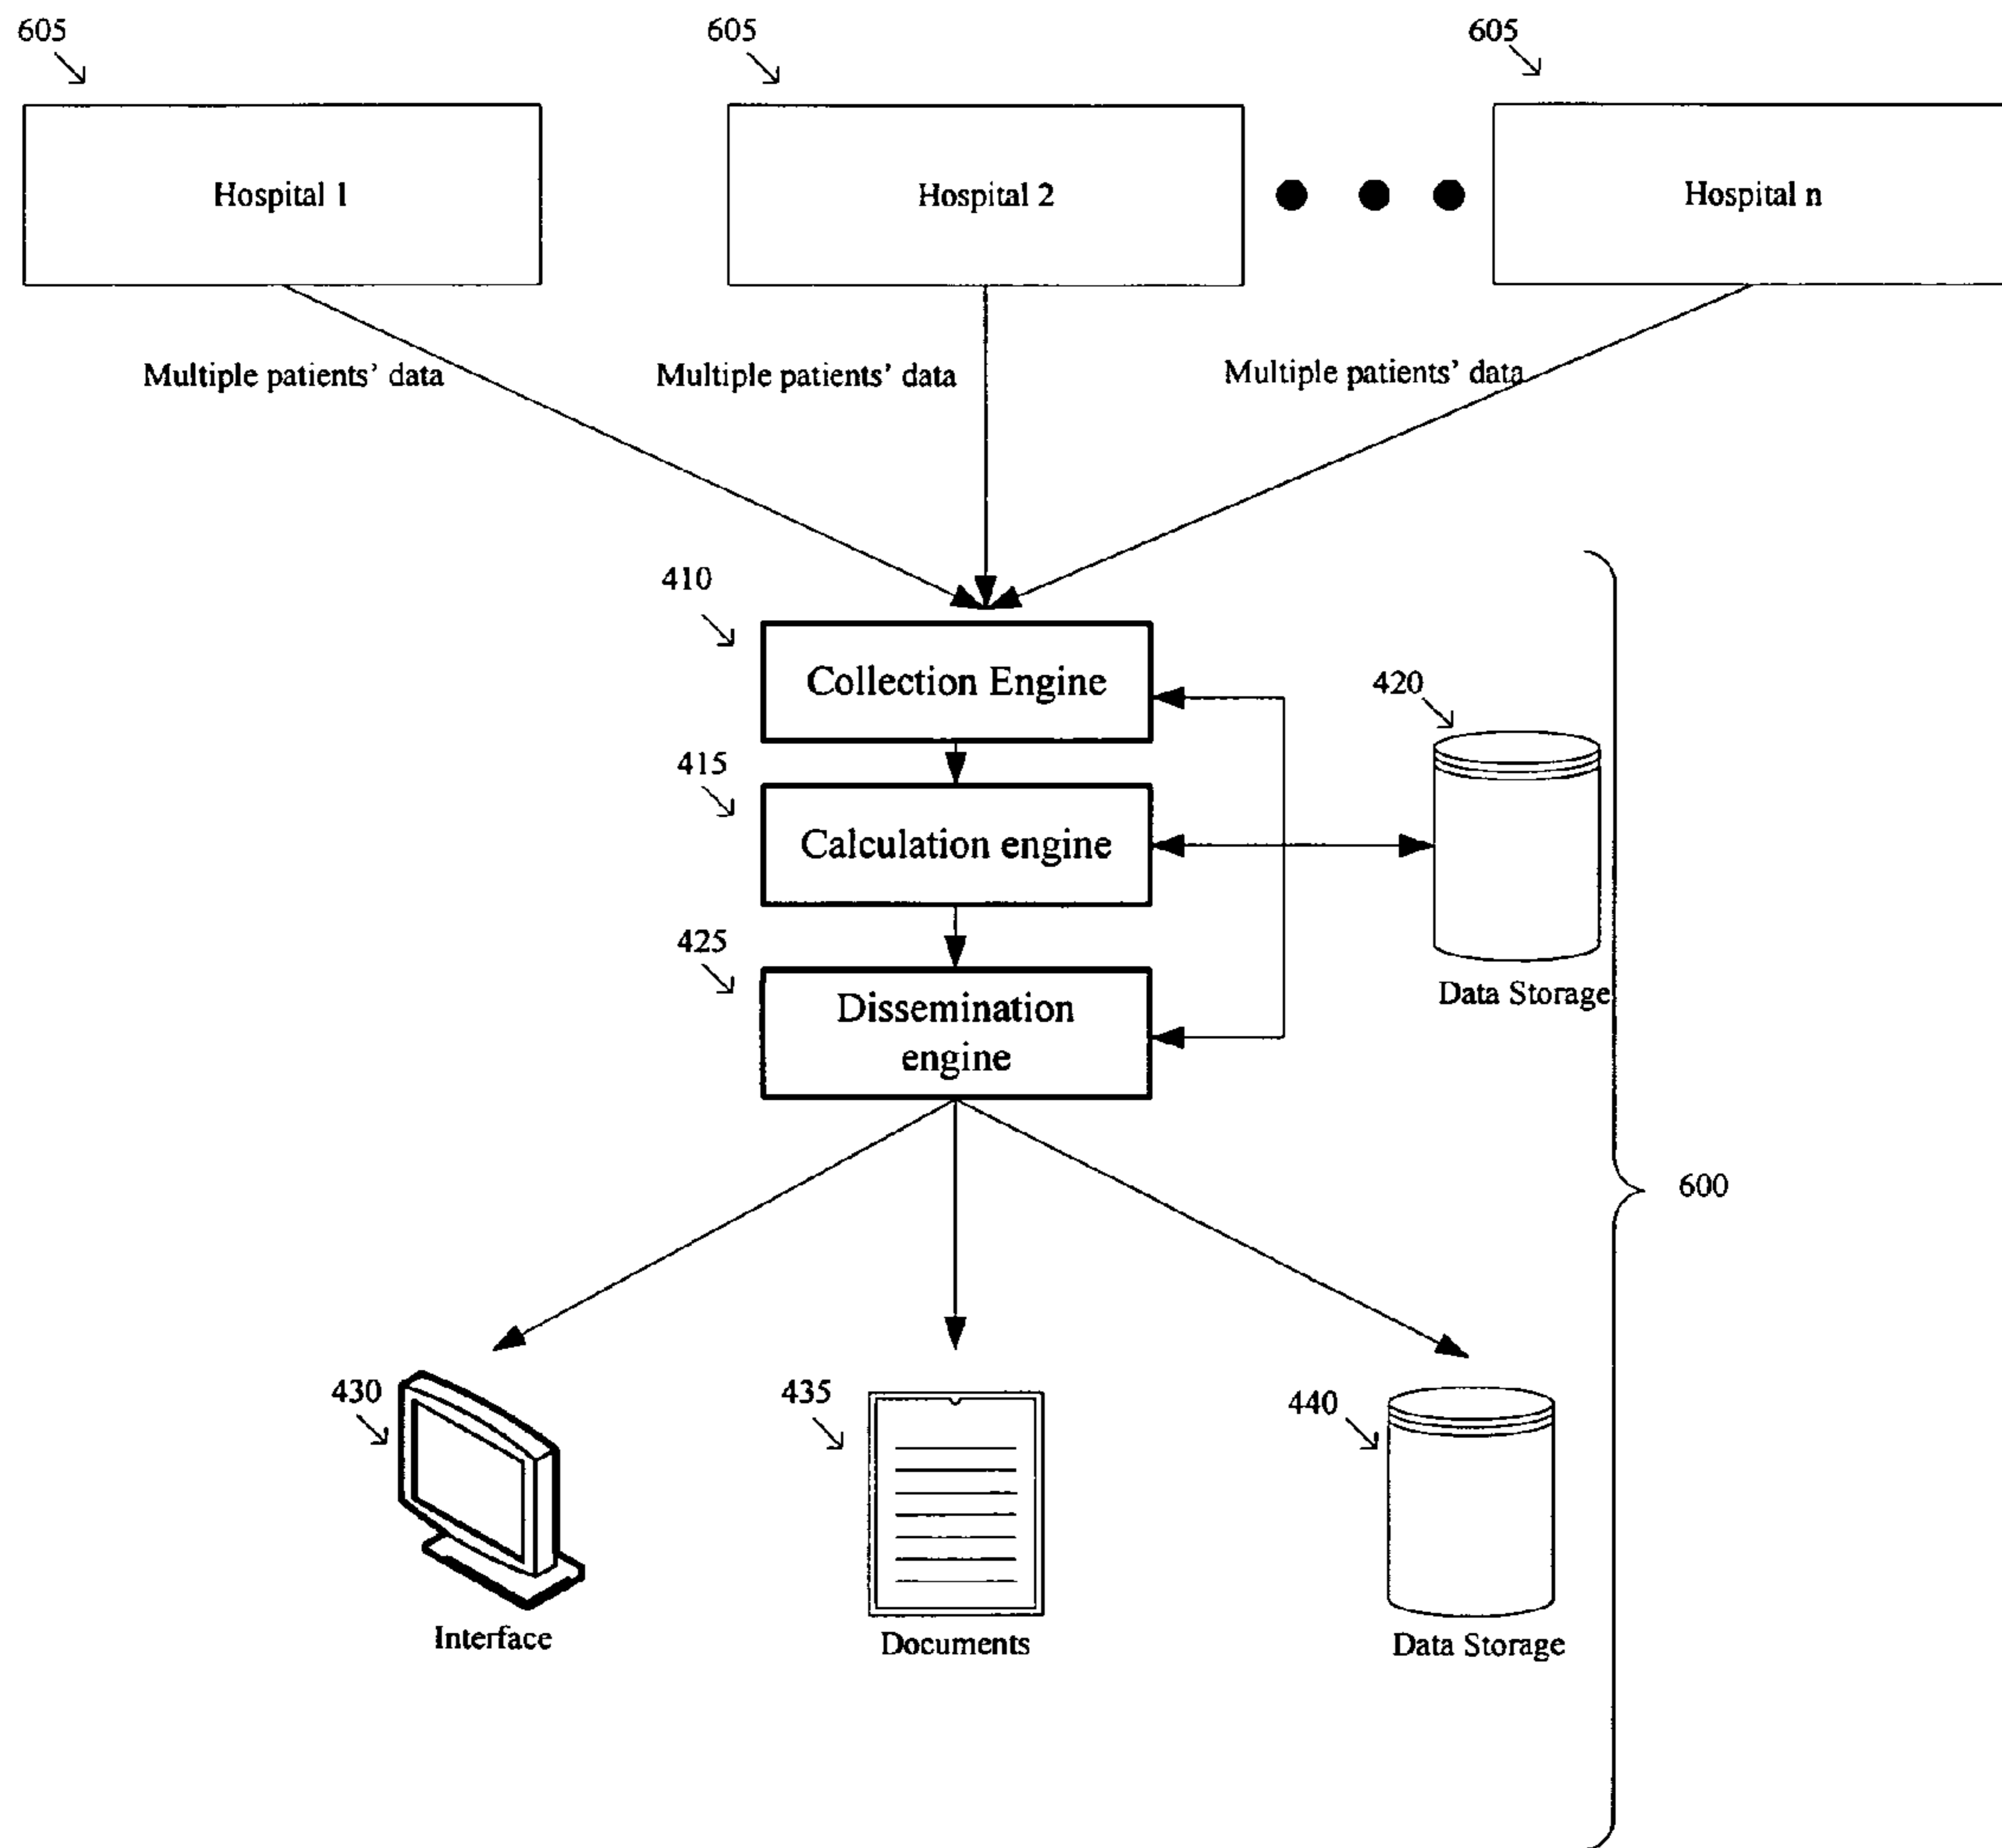 605
605
605
Hospital 1
Hospital 2
Hospital n
Multiple patients' data
Multiple patients' data
Multiple patients' data
410
Collection Engine
420
415
Calculation engine
425
Dissemination
engine
Data Storage
600
430
435
440
Interface
Documents
Data Storage